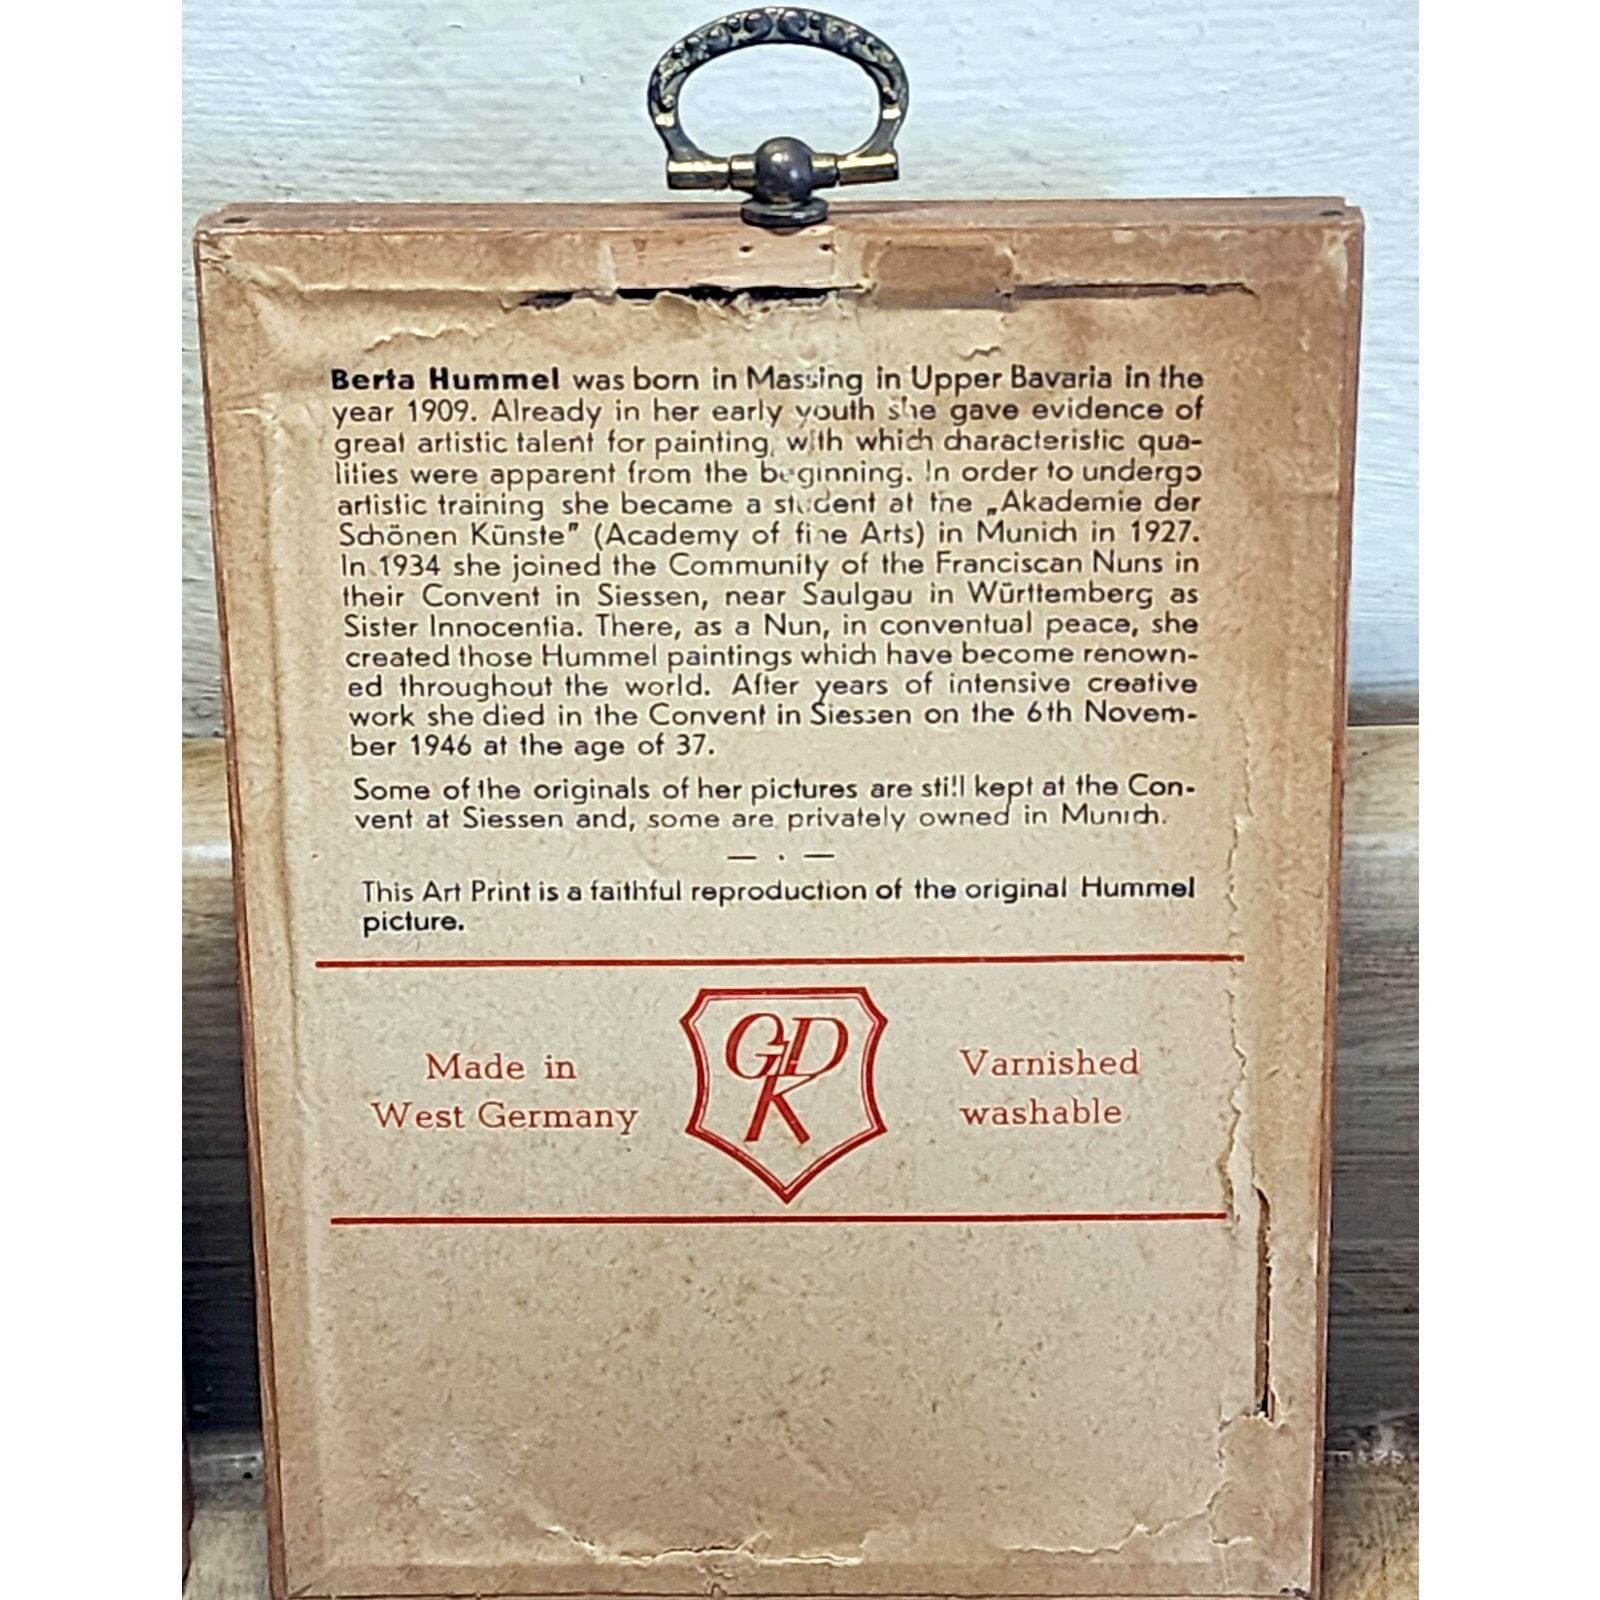 Berta Hummel was born in Massing in Upper Bavaria in the
year 1909. Already in her early youth she gave evidence of
great artistic talent for painting, with which characteristic qua-
lities were apparent from the beginning. In order to undergo
artistic training she became a student at the „Akademie der
Schönen Künste” (Academy of fine Arts) in Munich in 1927.
In 1934 she joined the Community of the Franciscan Nuns in
their Convent in Siessen, near Saulgau in Württemberg as
Sister Innocentia. There, as a Nun, in conventual peace, she
created those Hummel paintings which have become renown-
ed throughout the world. After years of intensive creative
work she died in the Convent in Siessen on the 6th Novem-
ber 1946 at the age of 37.
Some of the originals of her pictures are still kept at the Con-
vent at Siessen and, some are privately owned in Munich.
— . —
This Art Print is a faithful reproduction of the original Hummel
picture.
Made in
West Germany
GDK
Varnished
washable